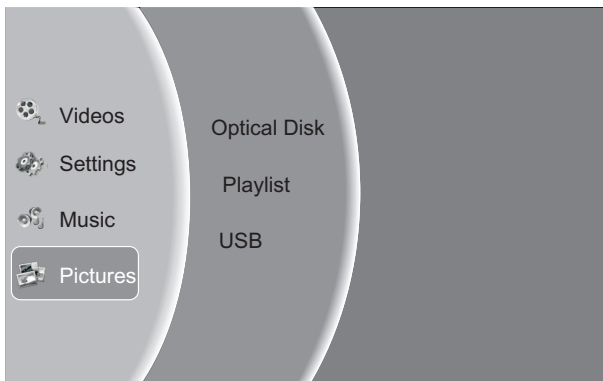 Videos
Settings
Music
Pictures
Optical Disk
Playlist
USB